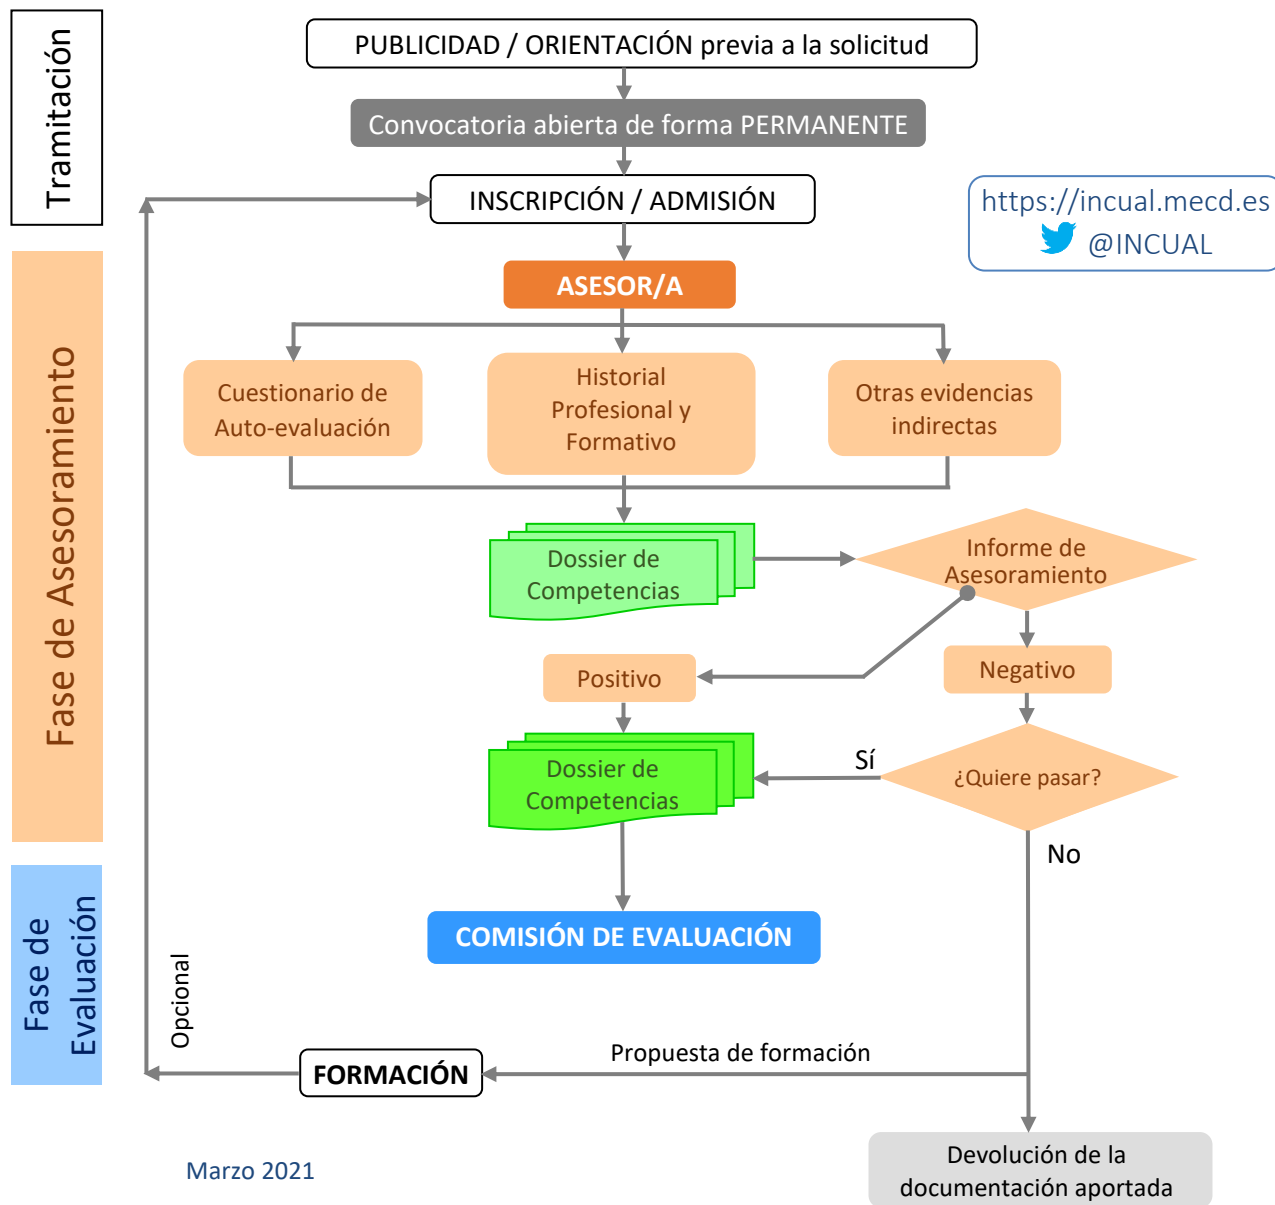 Tramitación
PUBLICIDAD / ORIENTACIÓN previa a la solicitud
Convocatoria abierta de forma PERMANENTE
INSCRIPCIÓN / ADMISIÓN
https://incual.mecd.es
@INCUAL
Fase de Asesoramiento
ASESOR/A
Cuestionario de
Auto-evaluación
Historial
Profesional y
Formativo
Otras evidencias
indirectas
Dossier de
Competencias
Informe de
Asesoramiento
Positivo
Negativo
Dossier de
Competencias
Sí
¿Quiere pasar?
No
Fase de
Evaluación
COMISIÓN DE EVALUACIÓN
Opcional
FORMACIÓN
Propuesta de formación
Marzo 2021
Devolución de la
documentación aportada